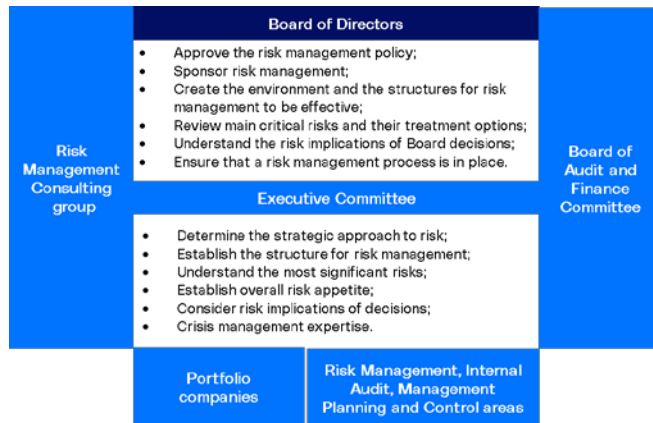 Board of Directors
• Approve the risk management policy;
• Sponsor risk management;
• Create the environment and the structures for risk
management to be effective;
• Review main critical risks and their treatment options;
• Understand the risk implications of Board decisions;
• Ensure that a risk management process is in place.
Risk
Management
Consulting
group
Board of
Audit and
Finance
Committee
Executive Committee
• Determine the strategic approach to risk;
• Establish the structure for risk management;
• Understand the most significant risks;
• Establish overall risk appetite;
• Consider risk implications of decisions;
• Crisis management expertise.
Portfolio
companies
Risk Management, Internal
Audit, Management
Planning and Control areas